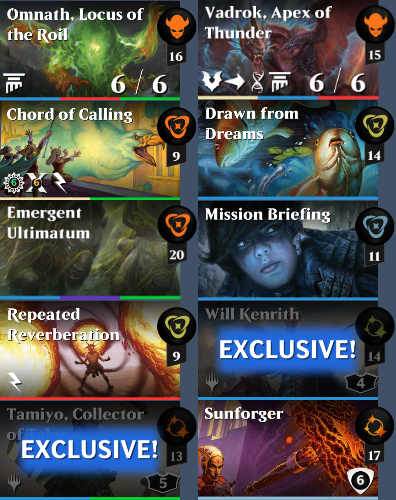 Omnath, Locus of
the Roil
16
6 / 6
Vadrok, Apex of
Thunder
15
6 / 6
Chord of Calling
9
6 X 6
Drawn from
Dreams
14
Emergent
Ultimatum
20
Mission Briefing
11
Repeated
Reverberation
9
Will Kenrith
EXCLUSIVE!
14
4
Tamiyo, Collector
of
EXCLUSIVE!
13
5
Sunforger
17
6